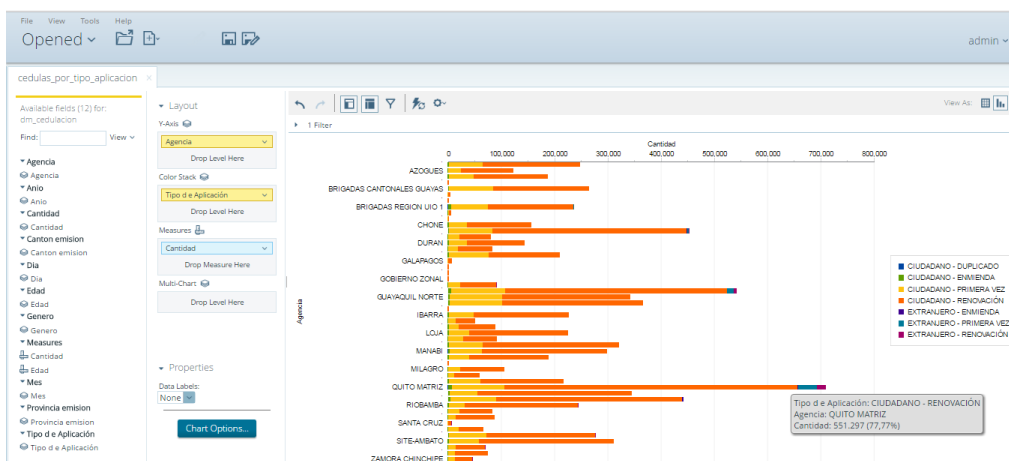 File View Tools Help
Opened
admin
cedulas_por_tipo_aplicacion ×
Available fields (12) for:
dm_cedulacion
Find:
View
Agencia
Agencia
Anio
Anio
Cantidad
Cantidad
Canton emision
Canton emision
Dia
Dia
Edad
Edad
Genero
Genero
Measures
Cantidad
Edad
Mes
Mes
Provincia emision
Provincia emision
Tipo d e Aplicación
Tipo d e Aplicación
Layout
Y-Axis
Agencia
Drop Level Here
Color Stack
Tipo d e Aplicación
Drop Level Here
Measures
Cantidad
Drop Measure Here
Multi-Chart
Drop Level Here
Properties
Data Labels:
None
Chart Options...
View As:
1 Filter
Cantidad
0 100,000 200,000 300,000 400,000 500,000 600,000 700,000 800,000
Agencia
AZOGUES
BRIGADAS CANTONALES GUAYAS
BRIGADAS REGION UIO 1
CHONE
DURAN
GALAPAGOS
GOBIERNO ZONAL
GUAYAQUIL NORTE
IBARRA
LOJA
MANABI
MILAGRO
QUITO MATRIZ
RIOBAMBA
SANTA CRUZ
SITE-AMBATO
ZAMORA CHINCHIPE
CIUDADANO - DUPLICADO
CIUDADANO - ENMIENDA
CIUDADANO - PRIMERA VEZ
CIUDADANO - RENOVACIÓN
EXTRANJERO - ENMIENDA
EXTRANJERO - PRIMERA VEZ
EXTRANJERO - RENOVACIÓN
Tipo d e Aplicación: CIUDADANO - RENOVACIÓN
Agencia: QUITO MATRIZ
Cantidad: 551.297 (77,77%)